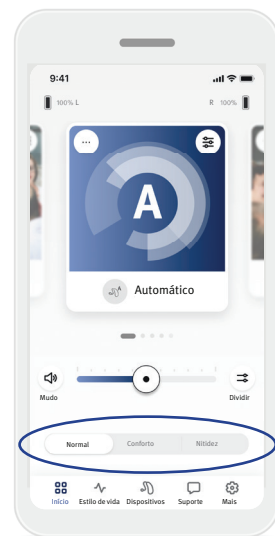 9:41
100% L
R 100%
...
A
A
Automático
Mudo
Dividir
Normal Conforto Nitidez
Início Estilo de vida Dispositivos Suporte Mais